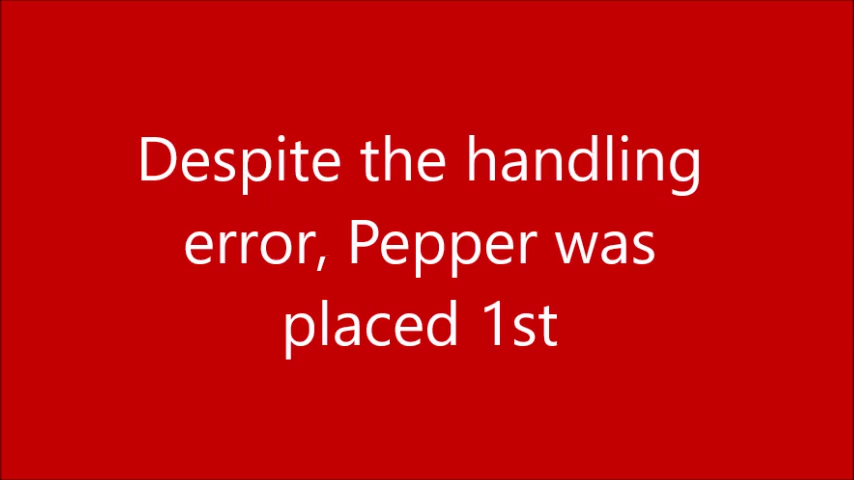 Despite the handling
error, Pepper was
placed 1st